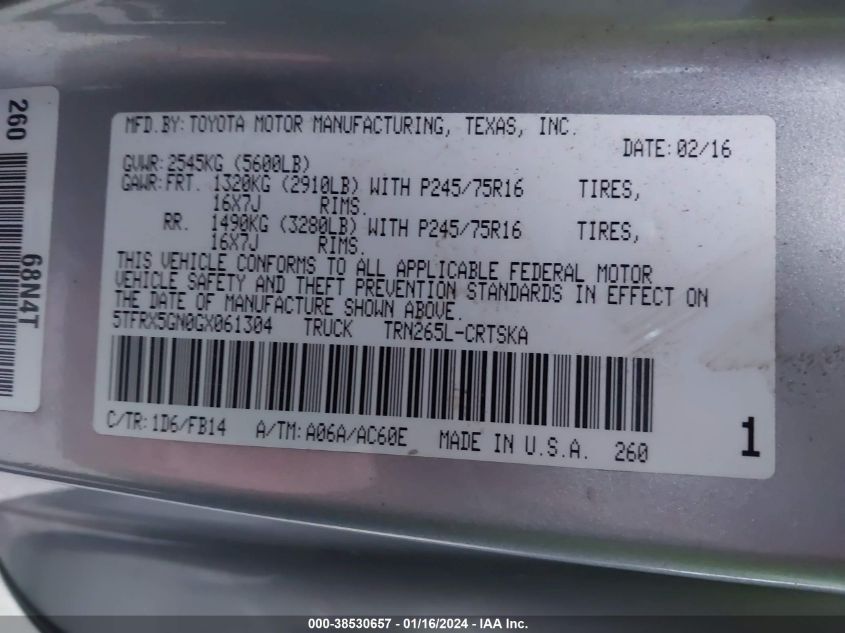 260
68N4T
MFD.BY:TOYOTA MOTOR MANUFACTURING, TEXAS, INC.
DATE:02/16
GVWR:2545KG (5600LB)
GAWR:FRT. 1320KG (2910LB) WITH P245/75R16 TIRES,
16X7J RIMS.
RR. 1490KG (3280LB) WITH P245/75R16 TIRES,
16X7J RIMS.
THIS VEHICLE CONFORMS TO ALL APPLICABLE FEDERAL MOTOR
VEHICLE SAFETY AND THEFT PREVENTION STANDARDS IN EFFECT ON
THE DATE OF MANUFACTURE SHOWN ABOVE.
5TFRX5GN0GX061304 TRUCK TRN265L-CRTSKA
C/TR:1D6/FB14 A/TM:A06A/AC60E MADE IN U.S.A. 260
1
000-38530657 - 01/16/2024 - IAA Inc.